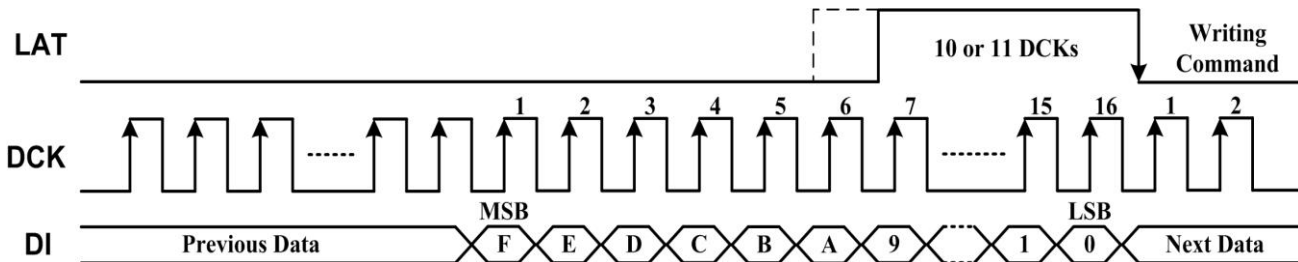 LAT
10 or 11 DCKs
Writing
Command
DCK
1 2 3 4 5 6 7 15 16 1 2
MSB LSB
DI
Previous Data F E D C B A 9 1 0 Next Data